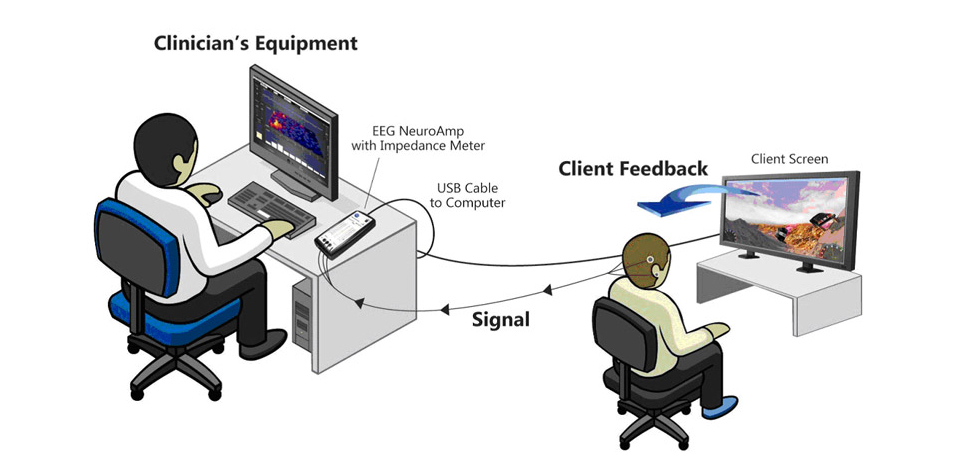 Clinician’s Equipment
EEG NeuroAmp
with Impedance Meter
USB Cable
to Computer
Client Feedback
Client Screen
Signal